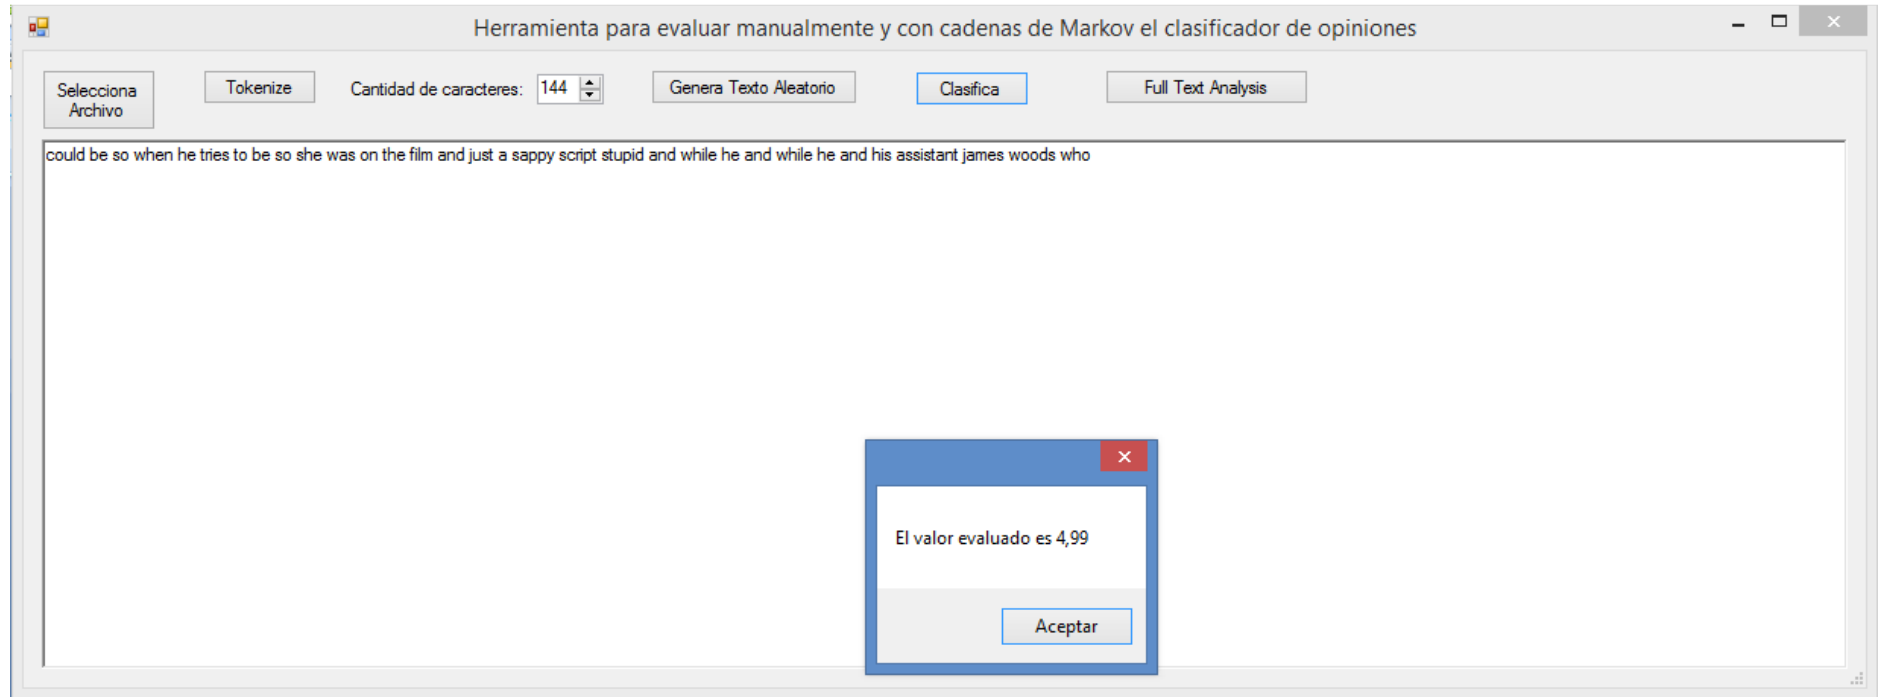 Herramienta para evaluar manualmente y con cadenas de Markov el clasificador de opiniones
Selecciona
Archivo
Tokenize
Cantidad de caracteres:
144
Genera Texto Aleatorio
Clasifica
Full Text Analysis
could be so when he tries to be so she was on the film and just a sappy script stupid and while he and while he and his assistant james woods who
El valor evaluado es 4,99
Aceptar